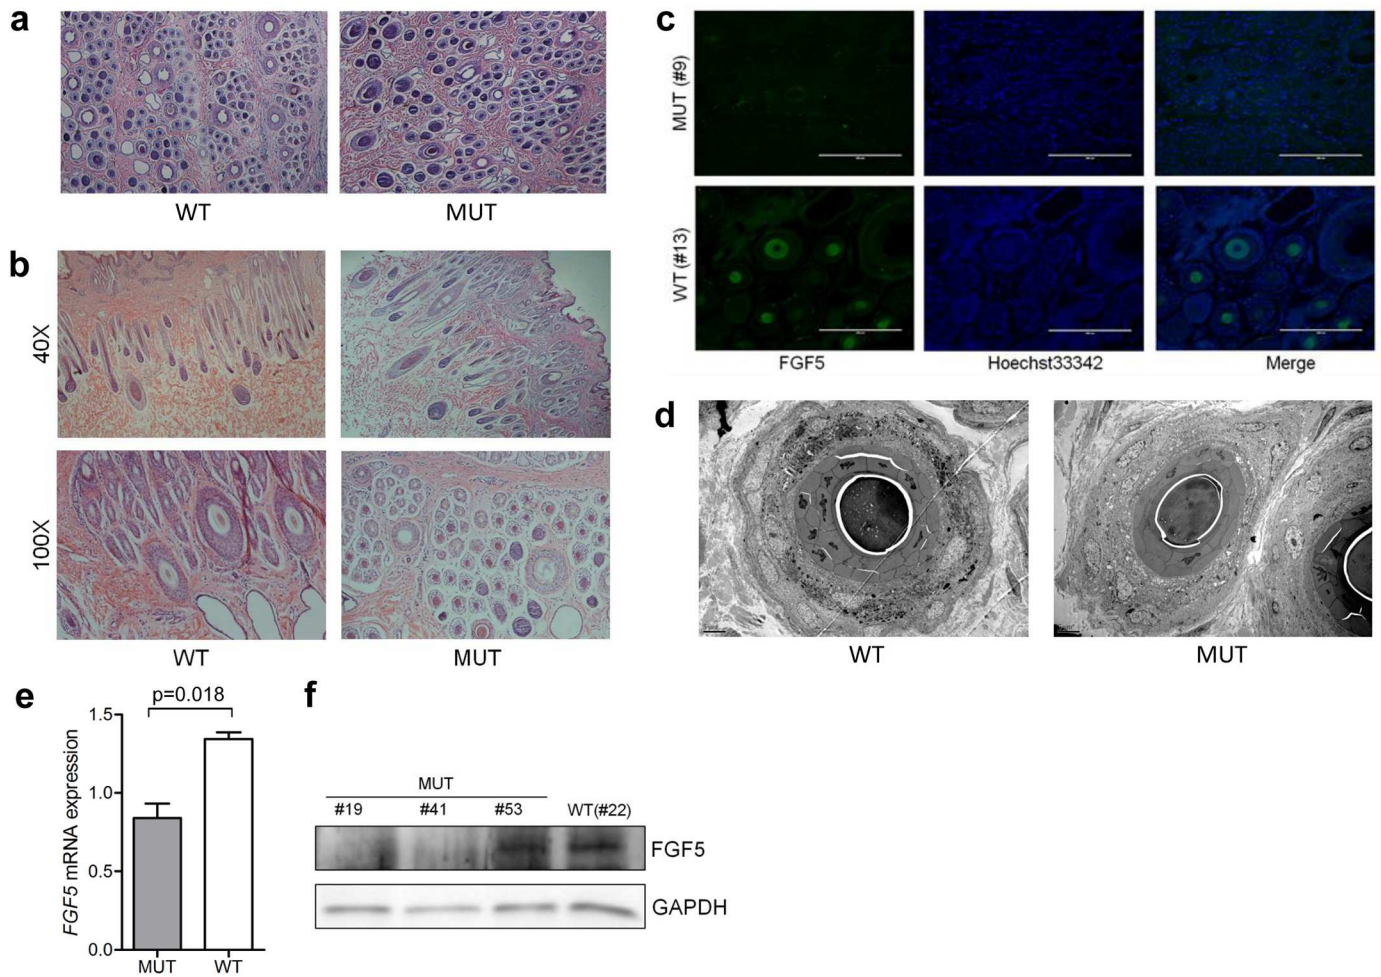 a
WT
MUT
b
40X
100X
WT
MUT
c
MUT (#9)
WT (#13)
FGF5
Hoechst33342
Merge
d
WT
MUT
e
p=0.018
FGF5 mRNA expression
1.5
1.0
0.5
0.0
MUT
WT
f
MUT
#19 #41 #53 WT(#22)
FGF5
GAPDH